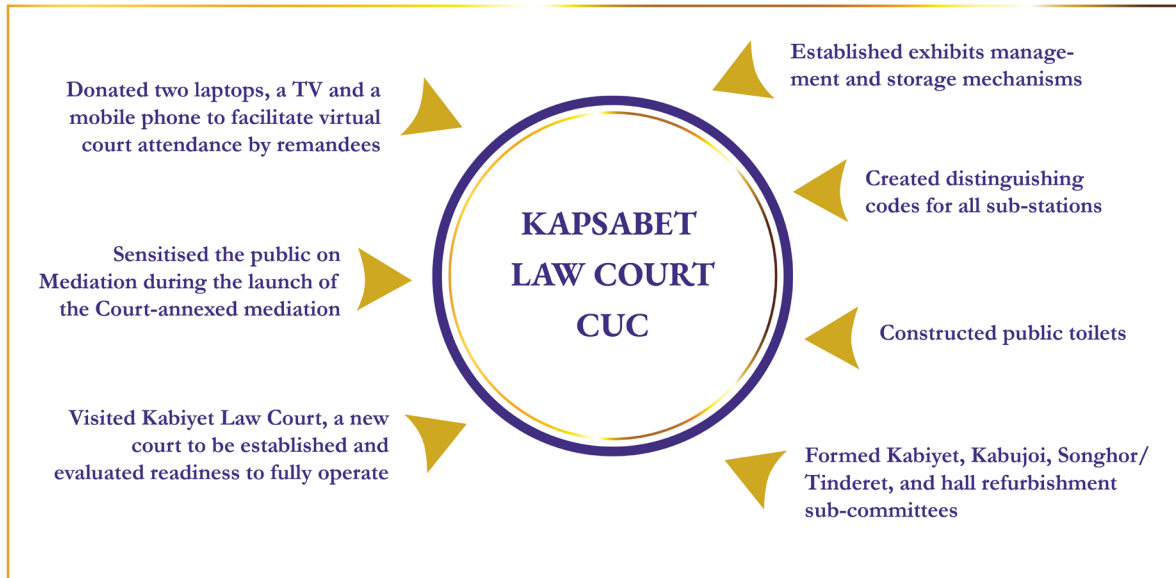 Donated two laptops, a TV and a
mobile phone to facilitate virtual
court attendance by remandees
Sensitised the public on
Mediation during the launch of
the Court-annexed mediation
Visited Kabiyet Law Court, a new
court to be established and
evaluated readiness to fully operate
KAPSABET
LAW COURT
CUC
Established exhibits manage-
ment and storage mechanisms
Created distinguishing
codes for all sub-stations
Constructed public toilets
Formed Kabiyet, Kabujoi, Songhor/
Tinderet, and hall refurbishment
sub-committees